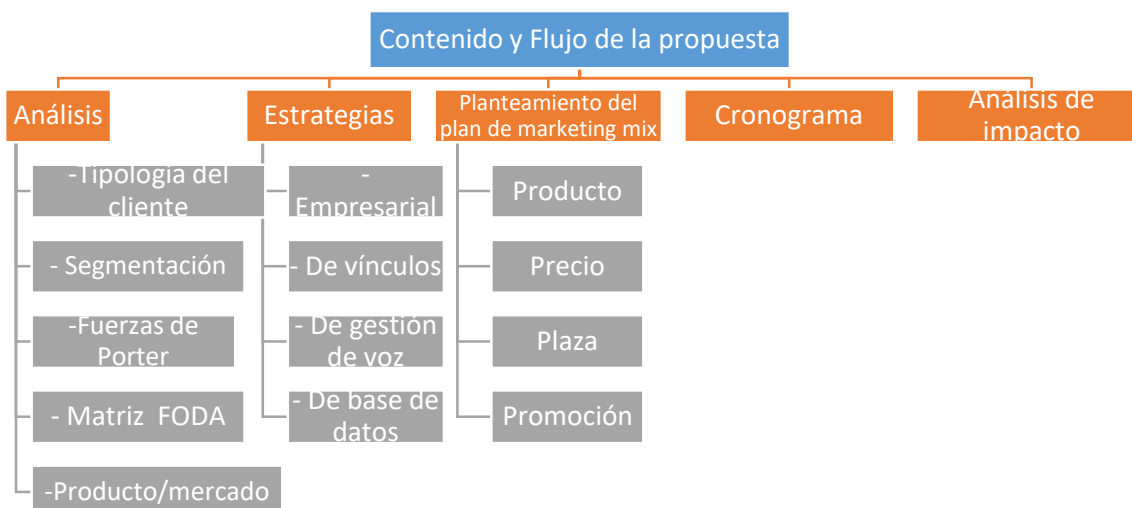 Contenido y Flujo de la propuesta
Análisis
-Tipología del
cliente
- Segmentación
-Fuerzas de
Porter
- Matriz FODA
-Producto/mercado
Estrategias
-
Empresarial
- De vínculos
- De gestión
de voz
- De base de
datos
Planteamiento del
plan de marketing mix
Producto
Precio
Plaza
Promoción
Cronograma
Análisis de
impacto